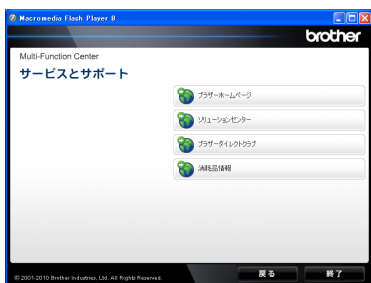 Macromedia Flash Player 8
brother
Multi-Function Center
サービスとサポート
ブラザーホームページ
ソリューションセンター
ブラザーダイレクトクラブ
消耗品情報
© 2001-2010 Brother Industries, Ltd. All Rights Reserved.
戻る
終了